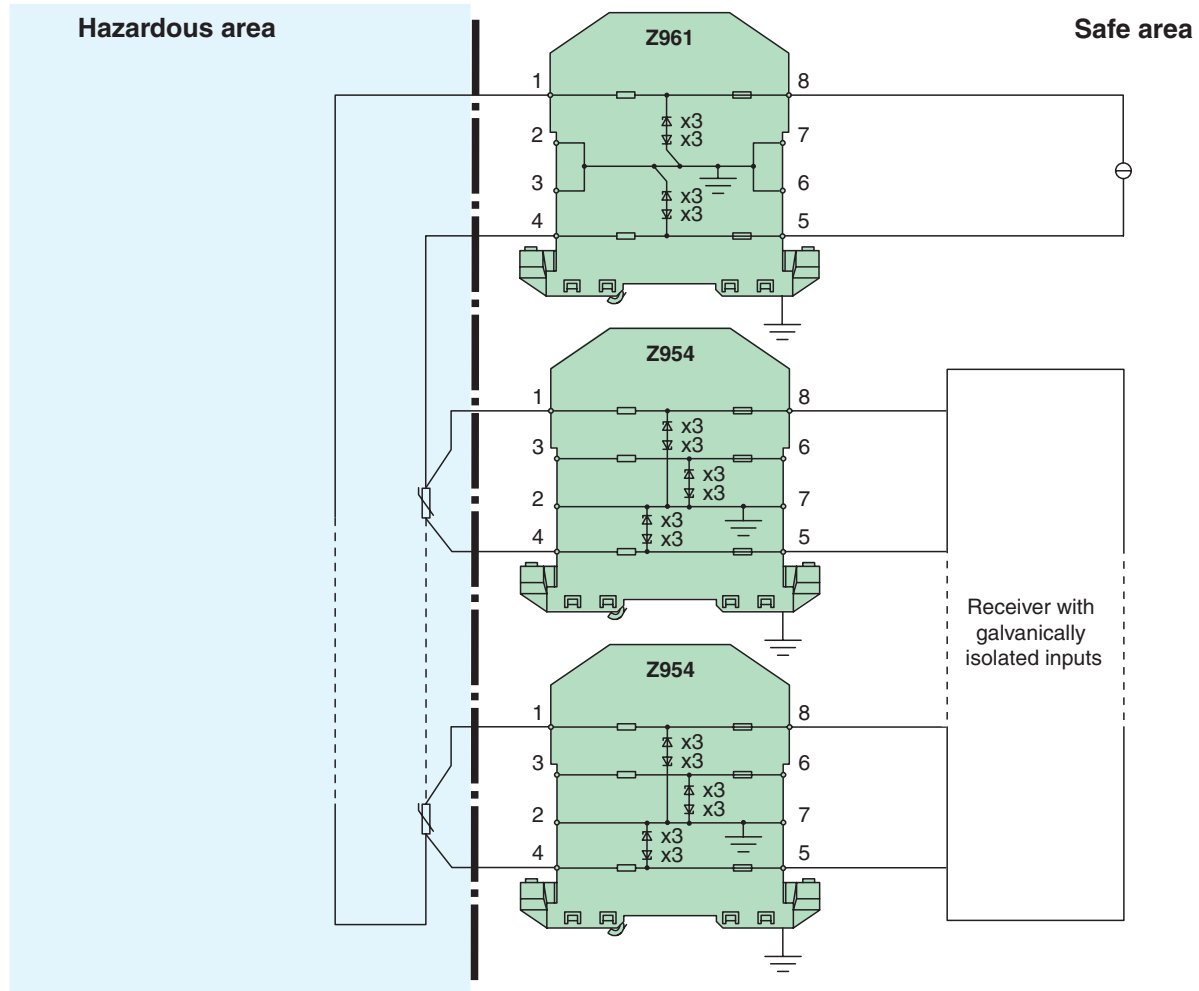 Hazardous area
Safe area
Z961
1
8
x3
x3
2
7
3
6
x3
x3
4
5
Z954
1
8
x3
x3
3
6
x3
x3
2
7
x3
x3
4
5
Receiver with
galvanically
isolated inputs
Z954
1
8
x3
x3
3
6
x3
x3
2
7
x3
x3
4
5